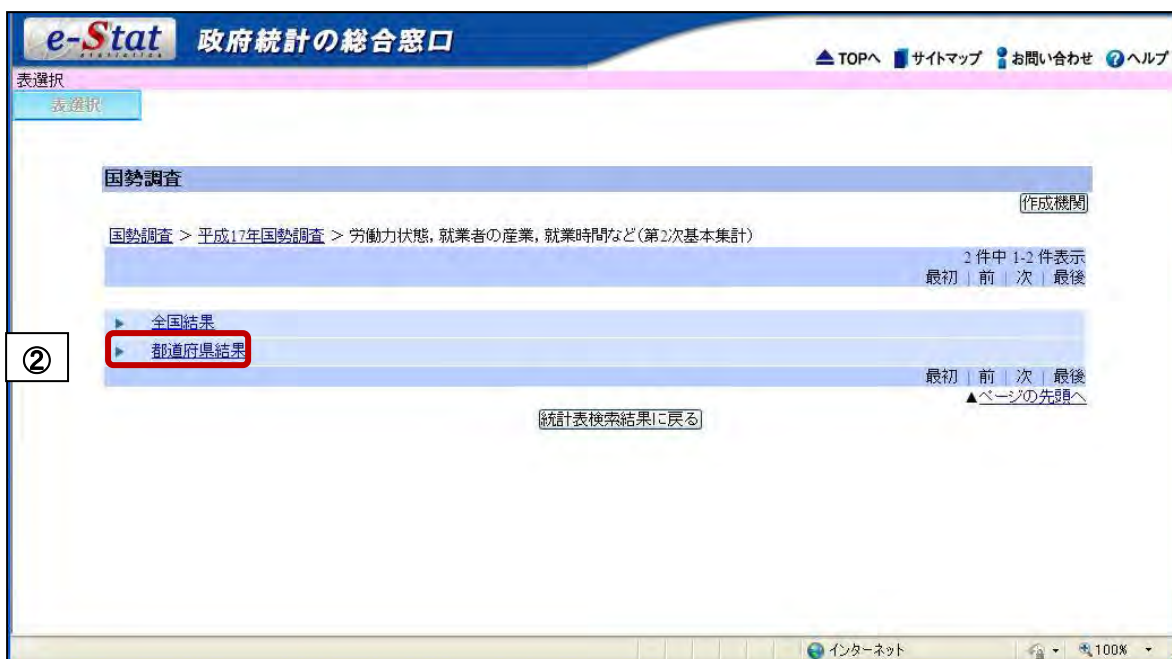 e-Stat 政府統計の総合窓口
TOPへ サイトマップ お問い合わせ ヘルプ
表選択
表選択
国勢調査
作成機関
国勢調査 > 平成17年国勢調査 > 労働力状態,就業者の産業,就業時間など(第2次基本集計)
2 件中 1-2 件表示
最初 | 前 | 次 | 最後
全国結果
② 都道府県結果
最初 | 前 | 次 | 最後
▲ページの先頭へ
統計表検索結果に戻る
インターネット 100%